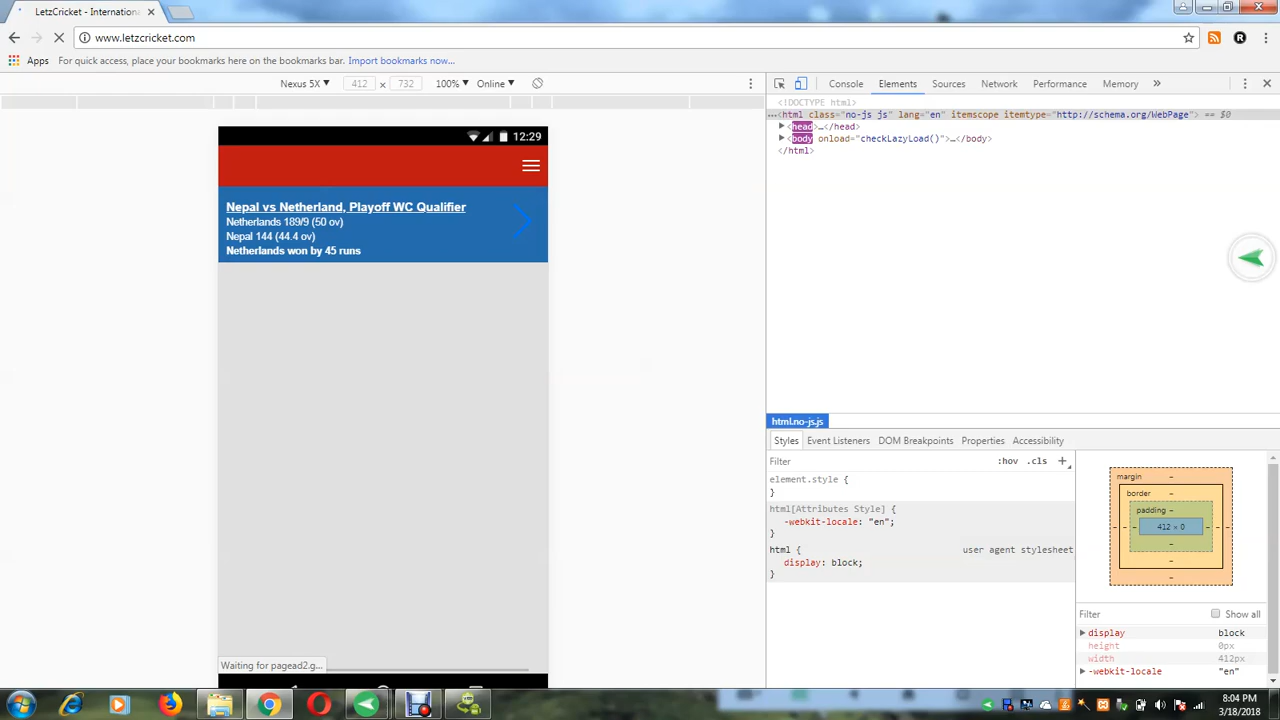 LetzCricket - Internationa
www.letzcricket.com
Apps For quick access, place your bookmarks here on the bookmarks bar. Import bookmarks now...
Nexus 5X ▼ 412 x 732 100% ▼ Online ▼
Console Elements Sources Network Performance Memory »
<!DOCTYPE html>
...<html class="no-js js" lang="en" itemscope itemtype="http://schema.org/WebPage"> == $0
▶<head>…</head>
▶<body onload="checkLazyLoad()">…</body>
</html>
12:29
Nepal vs Netherland, Playoff WC Qualifier
Netherlands 189/9 (50 ov)
Nepal 144 (44.4 ov)
Netherlands won by 45 runs
Waiting for pagead2.g...
html.no-js.js
Styles Event Listeners DOM Breakpoints Properties Accessibility
Filter :hov .cls +
element.style {
}
html[Attributes Style] {
-webkit-locale: "en";
}
html { user agent stylesheet
display: block;
}
margin -
border -
padding -
- - - 412 × 0 - - -
-
-
-
Filter Show all
▶ display block
height 0px
width 412px
▶ -webkit-locale "en"
8:04 PM
3/18/2018